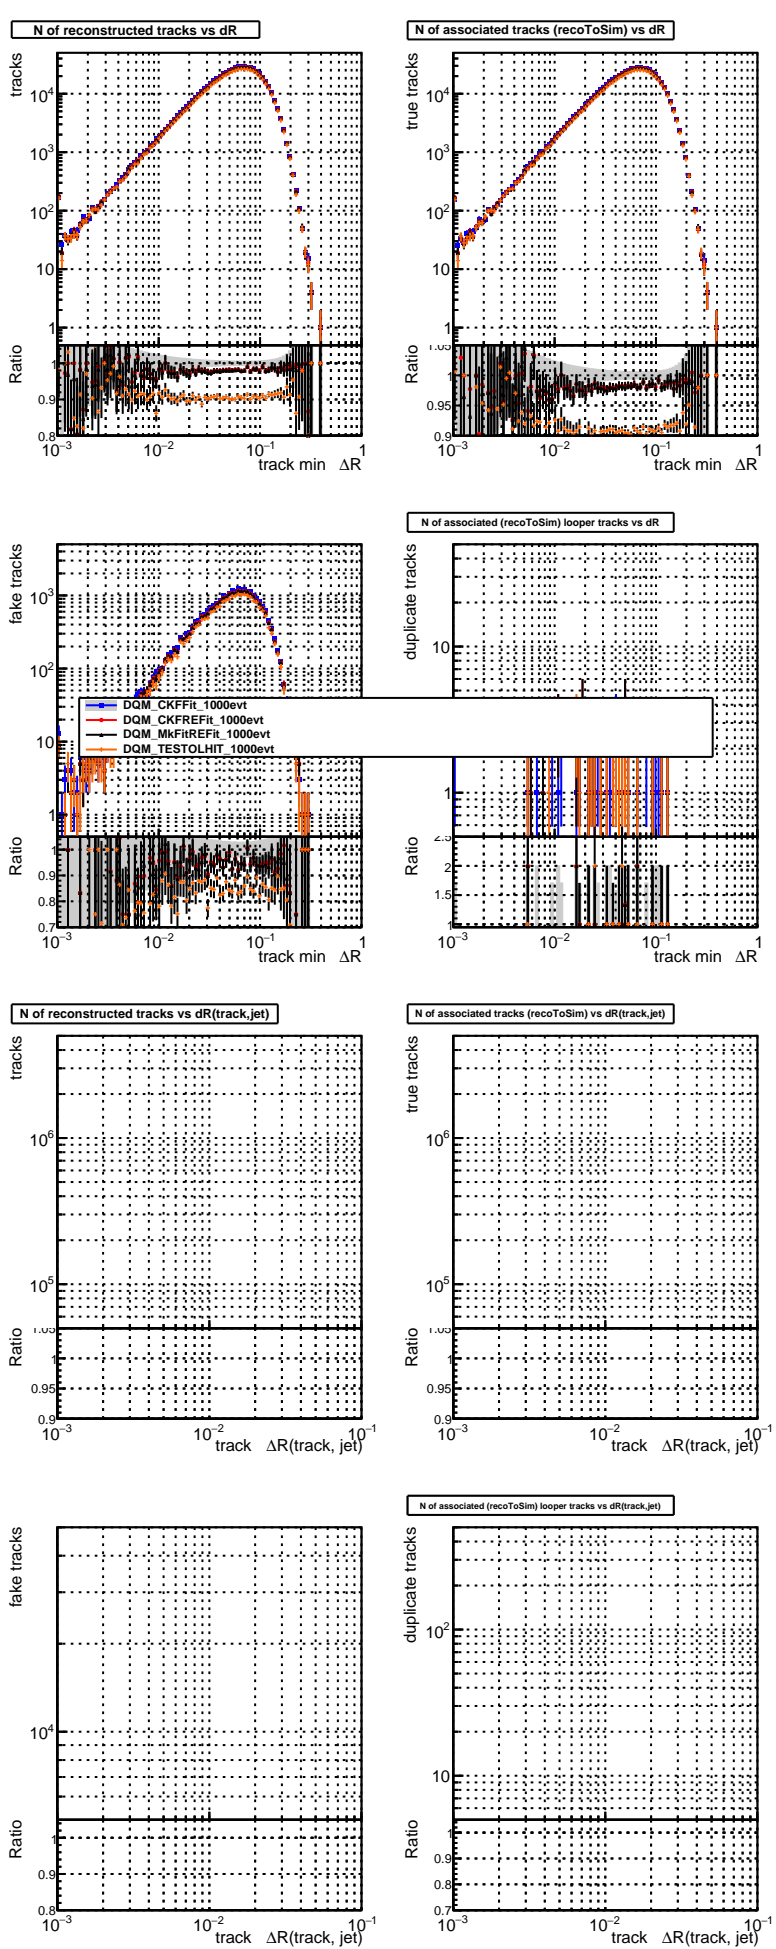 N of reconstructed tracks vs dR
tracks
10⁴
10³
10²
10
1
Ratio
1
0.9
0.8
10⁻³
10⁻²
10⁻¹
1
track min ΔR
N of associated tracks (recoToSim) vs dR
true tracks
10⁴
10³
10²
10
1
Ratio
1.05
1
0.95
0.9
10⁻³
10⁻²
10⁻¹
1
track min ΔR
fake tracks
10³
10²
10
1
Ratio
1
0.9
0.8
0.7
10⁻³
10⁻²
10⁻¹
1
track min ΔR
N of associated (recoToSim) looper tracks vs dR
duplicate tracks
10
1
Ratio
2.5
2
1.5
1
10⁻³
10⁻²
10⁻¹
1
track min ΔR
DQM_CKFFit_1000evt
DQM_CKFREFit_1000evt
DQM_MkFitREFit_1000evt
DQM_TESTOLHIT_1000evt
N of reconstructed tracks vs dR(track,jet)
tracks
10⁶
10⁵
Ratio
1.05
1
0.95
0.9
10⁻³
10⁻²
10⁻¹
track ΔR(track, jet)
N of associated tracks (recoToSim) vs dR(track,jet)
true tracks
10⁶
10⁵
Ratio
1.05
1
0.95
0.9
10⁻³
10⁻²
10⁻¹
track ΔR(track, jet)
fake tracks
10⁴
Ratio
1
0.9
0.8
10⁻³
10⁻²
10⁻¹
track ΔR(track, jet)
N of associated (recoToSim) looper tracks vs dR(track,jet)
duplicate tracks
10²
10
Ratio
1
0.9
0.8
0.7
10⁻³
10⁻²
10⁻¹
track ΔR(track, jet)